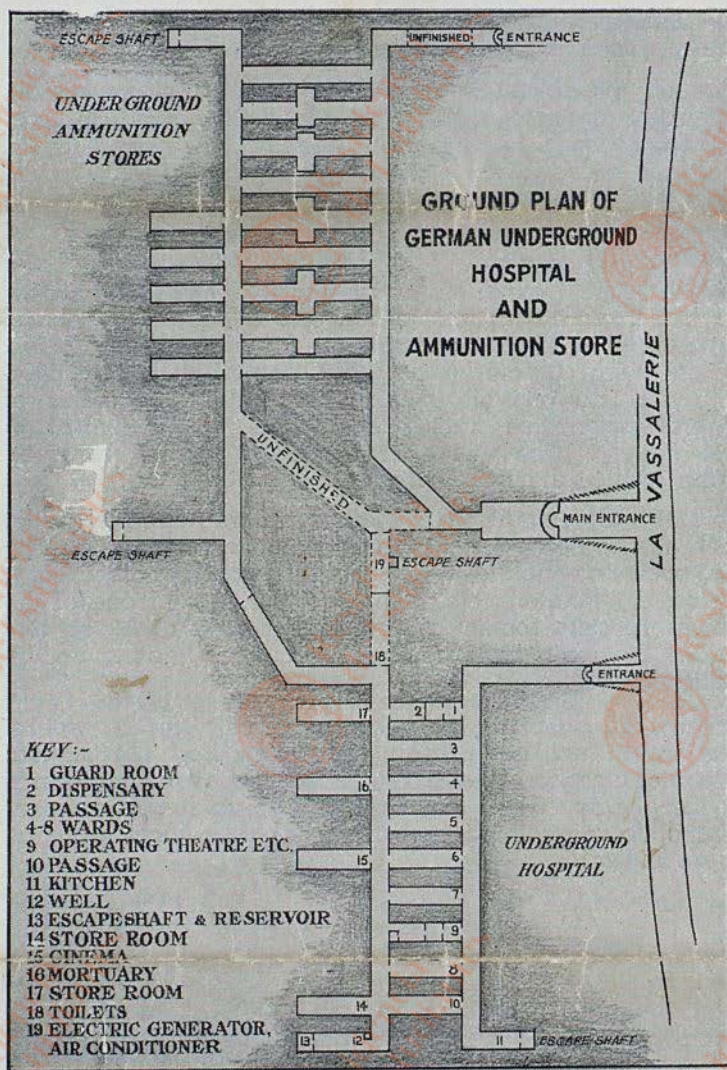 ESCAPE SHAFT
UNFINISHED
ENTRANCE
UNDERGROUND
AMMUNITION
STORES
GROUND PLAN OF
GERMAN UNDERGROUND
HOSPITAL
AND
AMMUNITION STORE
LA VASSALERIE
UNFINISHED
MAIN ENTRANCE
ESCAPE SHAFT
19
ESCAPE SHAFT
18
ENTRANCE
17
2
1
3
16
4
5
15
6
7
9
8
14
10
13
12
11
ESCAPE SHAFT
UNDERGROUND
HOSPITAL
KEY:-
1 GUARD ROOM
2 DISPENSARY
3 PASSAGE
4-8 WARDS
9 OPERATING THEATRE ETC.
10 PASSAGE
11 KITCHEN
12 WELL
13 ESCAPESHAFT & RESERVOIR
14 STORE ROOM
15 CINEMA
16 MORTUARY
17 STORE ROOM
18 TOILETS
19 ELECTRIC GENERATOR,
AIR CONDITIONER